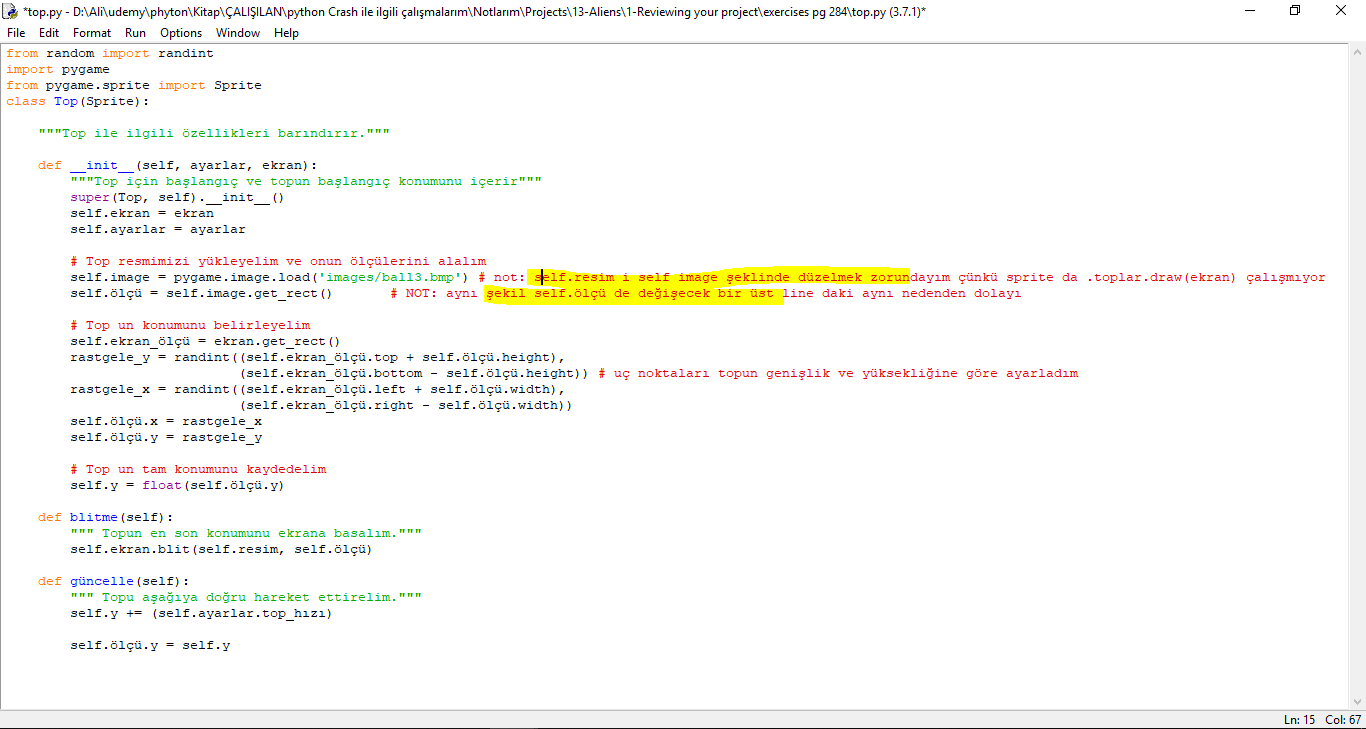 *top.py - D:\Ali\udemy\phyton\Kitap\ÇALIŞILAN\python Crash ile ilgili çalışmalarım\Notlarım\Projects\13-Aliens\1-Reviewing your project\exercises pg 284\top.py (3.7.1)*
File Edit Format Run Options Window Help
from random import randint
import pygame
from pygame.sprite import Sprite
class Top(Sprite):
"""Top ile ilgili özellikleri barındırır."""
def __init__(self, ayarlar, ekran):
"""Top için başlangıç ve topun başlangıç konumunu içerir"""
super(Top, self).__init__()
self.ekran = ekran
self.ayarlar = ayarlar
# Top resmimizi yükleyelim ve onun ölçülerini alalım
self.image = pygame.image.load('images/ball3.bmp') # not: self.resim i self image şeklinde düzelmek zorundayım çünkü sprite da .toplar.draw(ekran) çalışmıyor
self.ölçü = self.image.get_rect() # NOT: aynı şekil self.ölçü de değişecek bir üst line daki aynı nedenden dolayı
# Top un konumunu belirleyelim
self.ekran_ölçü = ekran.get_rect()
rastgele_y = randint((self.ekran_ölçü.top + self.ölçü.height),
(self.ekran_ölçü.bottom - self.ölçü.height)) # uç noktaları topun genişlik ve yüksekliğine göre ayarladım
rastgele_x = randint((self.ekran_ölçü.left + self.ölçü.width),
(self.ekran_ölçü.right - self.ölçü.width))
self.ölçü.x = rastgele_x
self.ölçü.y = rastgele_y
# Top un tam konumunu kaydedelim
self.y = float(self.ölçü.y)
def blitme(self):
""" Topun en son konumunu ekrana basalım."""
self.ekran.blit(self.resim, self.ölçü)
def güncelle(self):
""" Topu aşağıya doğru hareket ettirelim."""
self.y += (self.ayarlar.top_hızı)
self.ölçü.y = self.y
Ln: 15 Col: 67